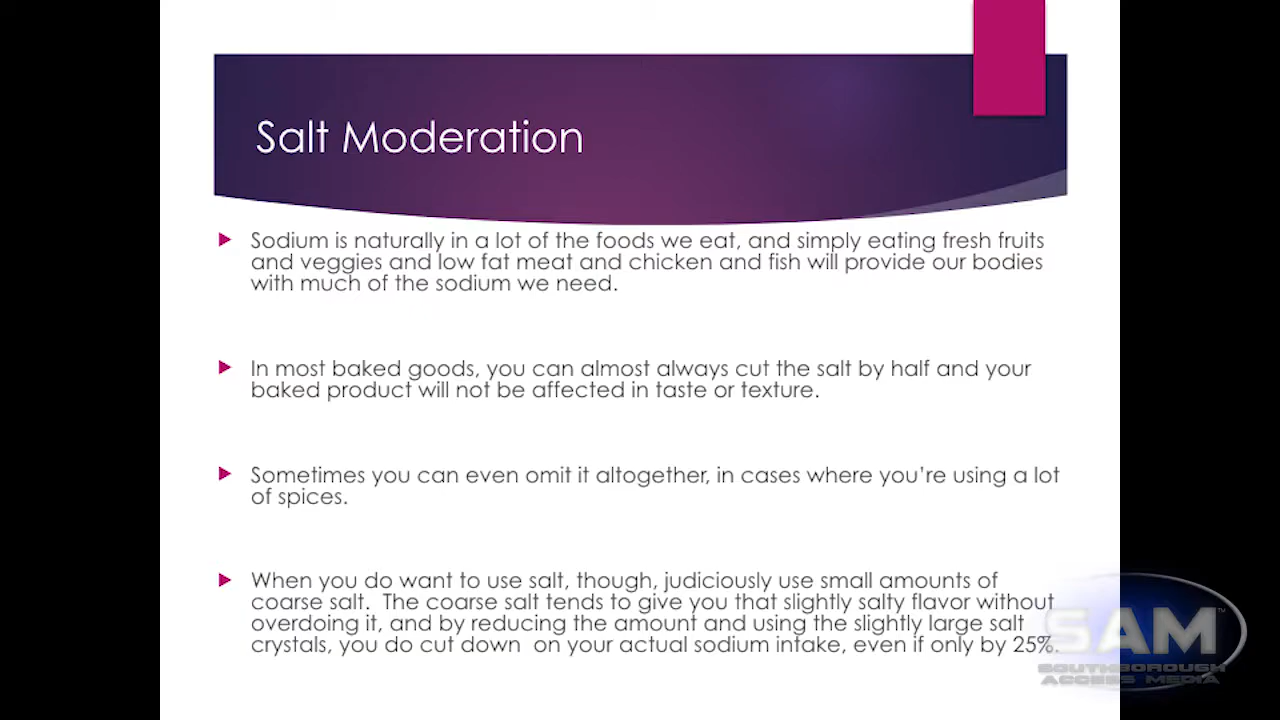 Salt Moderation
Sodium is naturally in a lot of the foods we eat, and simply eating fresh fruits
and veggies and low fat meat and chicken and fish will provide our bodies
with much of the sodium we need.
In most baked goods, you can almost always cut the salt by half and your
baked product will not be affected in taste or texture.
Sometimes you can even omit it altogether, in cases where you’re using a lot
of spices.
When you do want to use salt, though, judiciously use small amounts of
coarse salt.  The coarse salt tends to give you that slightly salty flavor without
overdoing it, and by reducing the amount and using the slightly large salt
crystals, you do cut down  on your actual sodium intake, even if only by 25%.
SAM™
SOUTHBOROUGH
ACCESS MEDIA